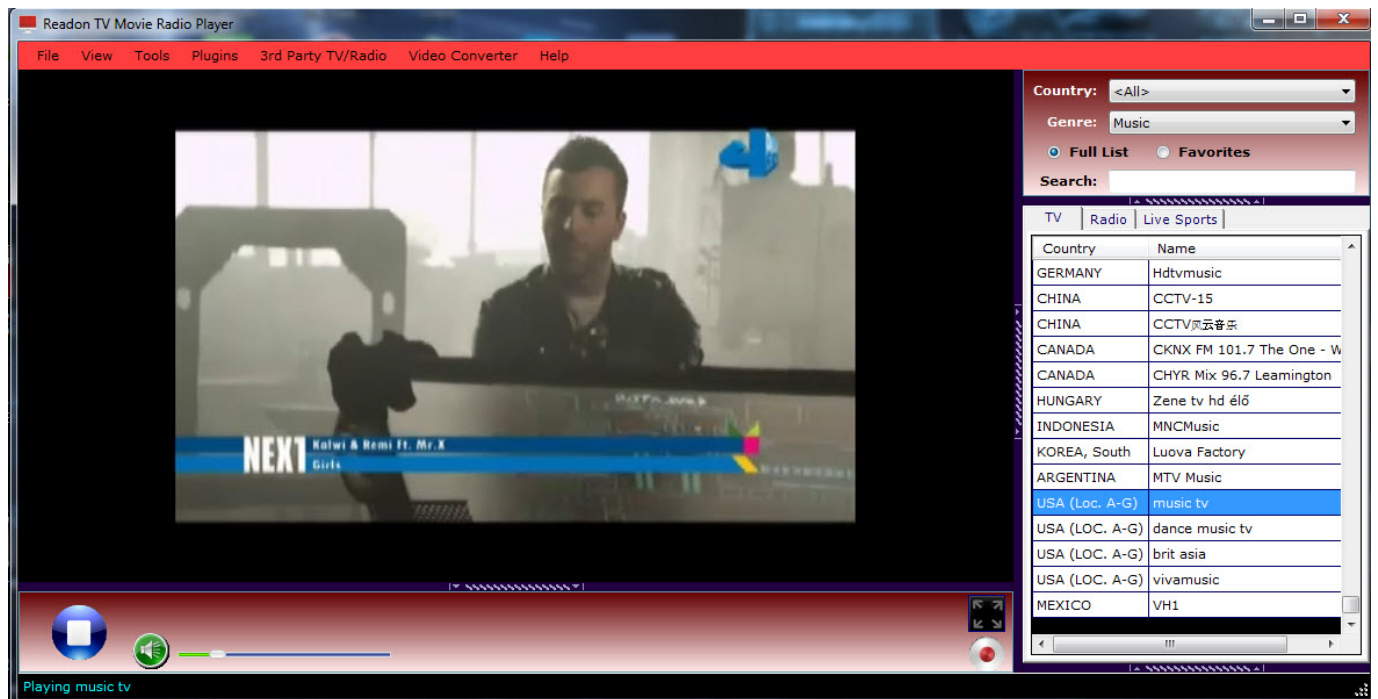 Readon TV Movie Radio Player
File View Tools Plugins 3rd Party TV/Radio Video Converter Help
Country: <All>
Genre: Music
Full List Favorites
Search:
TV Radio Live Sports
Country Name
GERMANY Hdtvmusic
CHINA CCTV-15
CHINA CCTV风云音乐
CANADA CKNX FM 101.7 The One - W
CANADA CHYR Mix 96.7 Leamington
HUNGARY Zene tv hd élő
INDONESIA MNCMusic
KOREA, South Luova Factory
ARGENTINA MTV Music
USA (Loc. A-G) music tv
USA (LOC. A-G) dance music tv
USA (LOC. A-G) brit asia
USA (LOC. A-G) vivamusic
MEXICO VH1
NEXT Kalwi & Remi Ft. Mr.X
Girls
Playing music tv